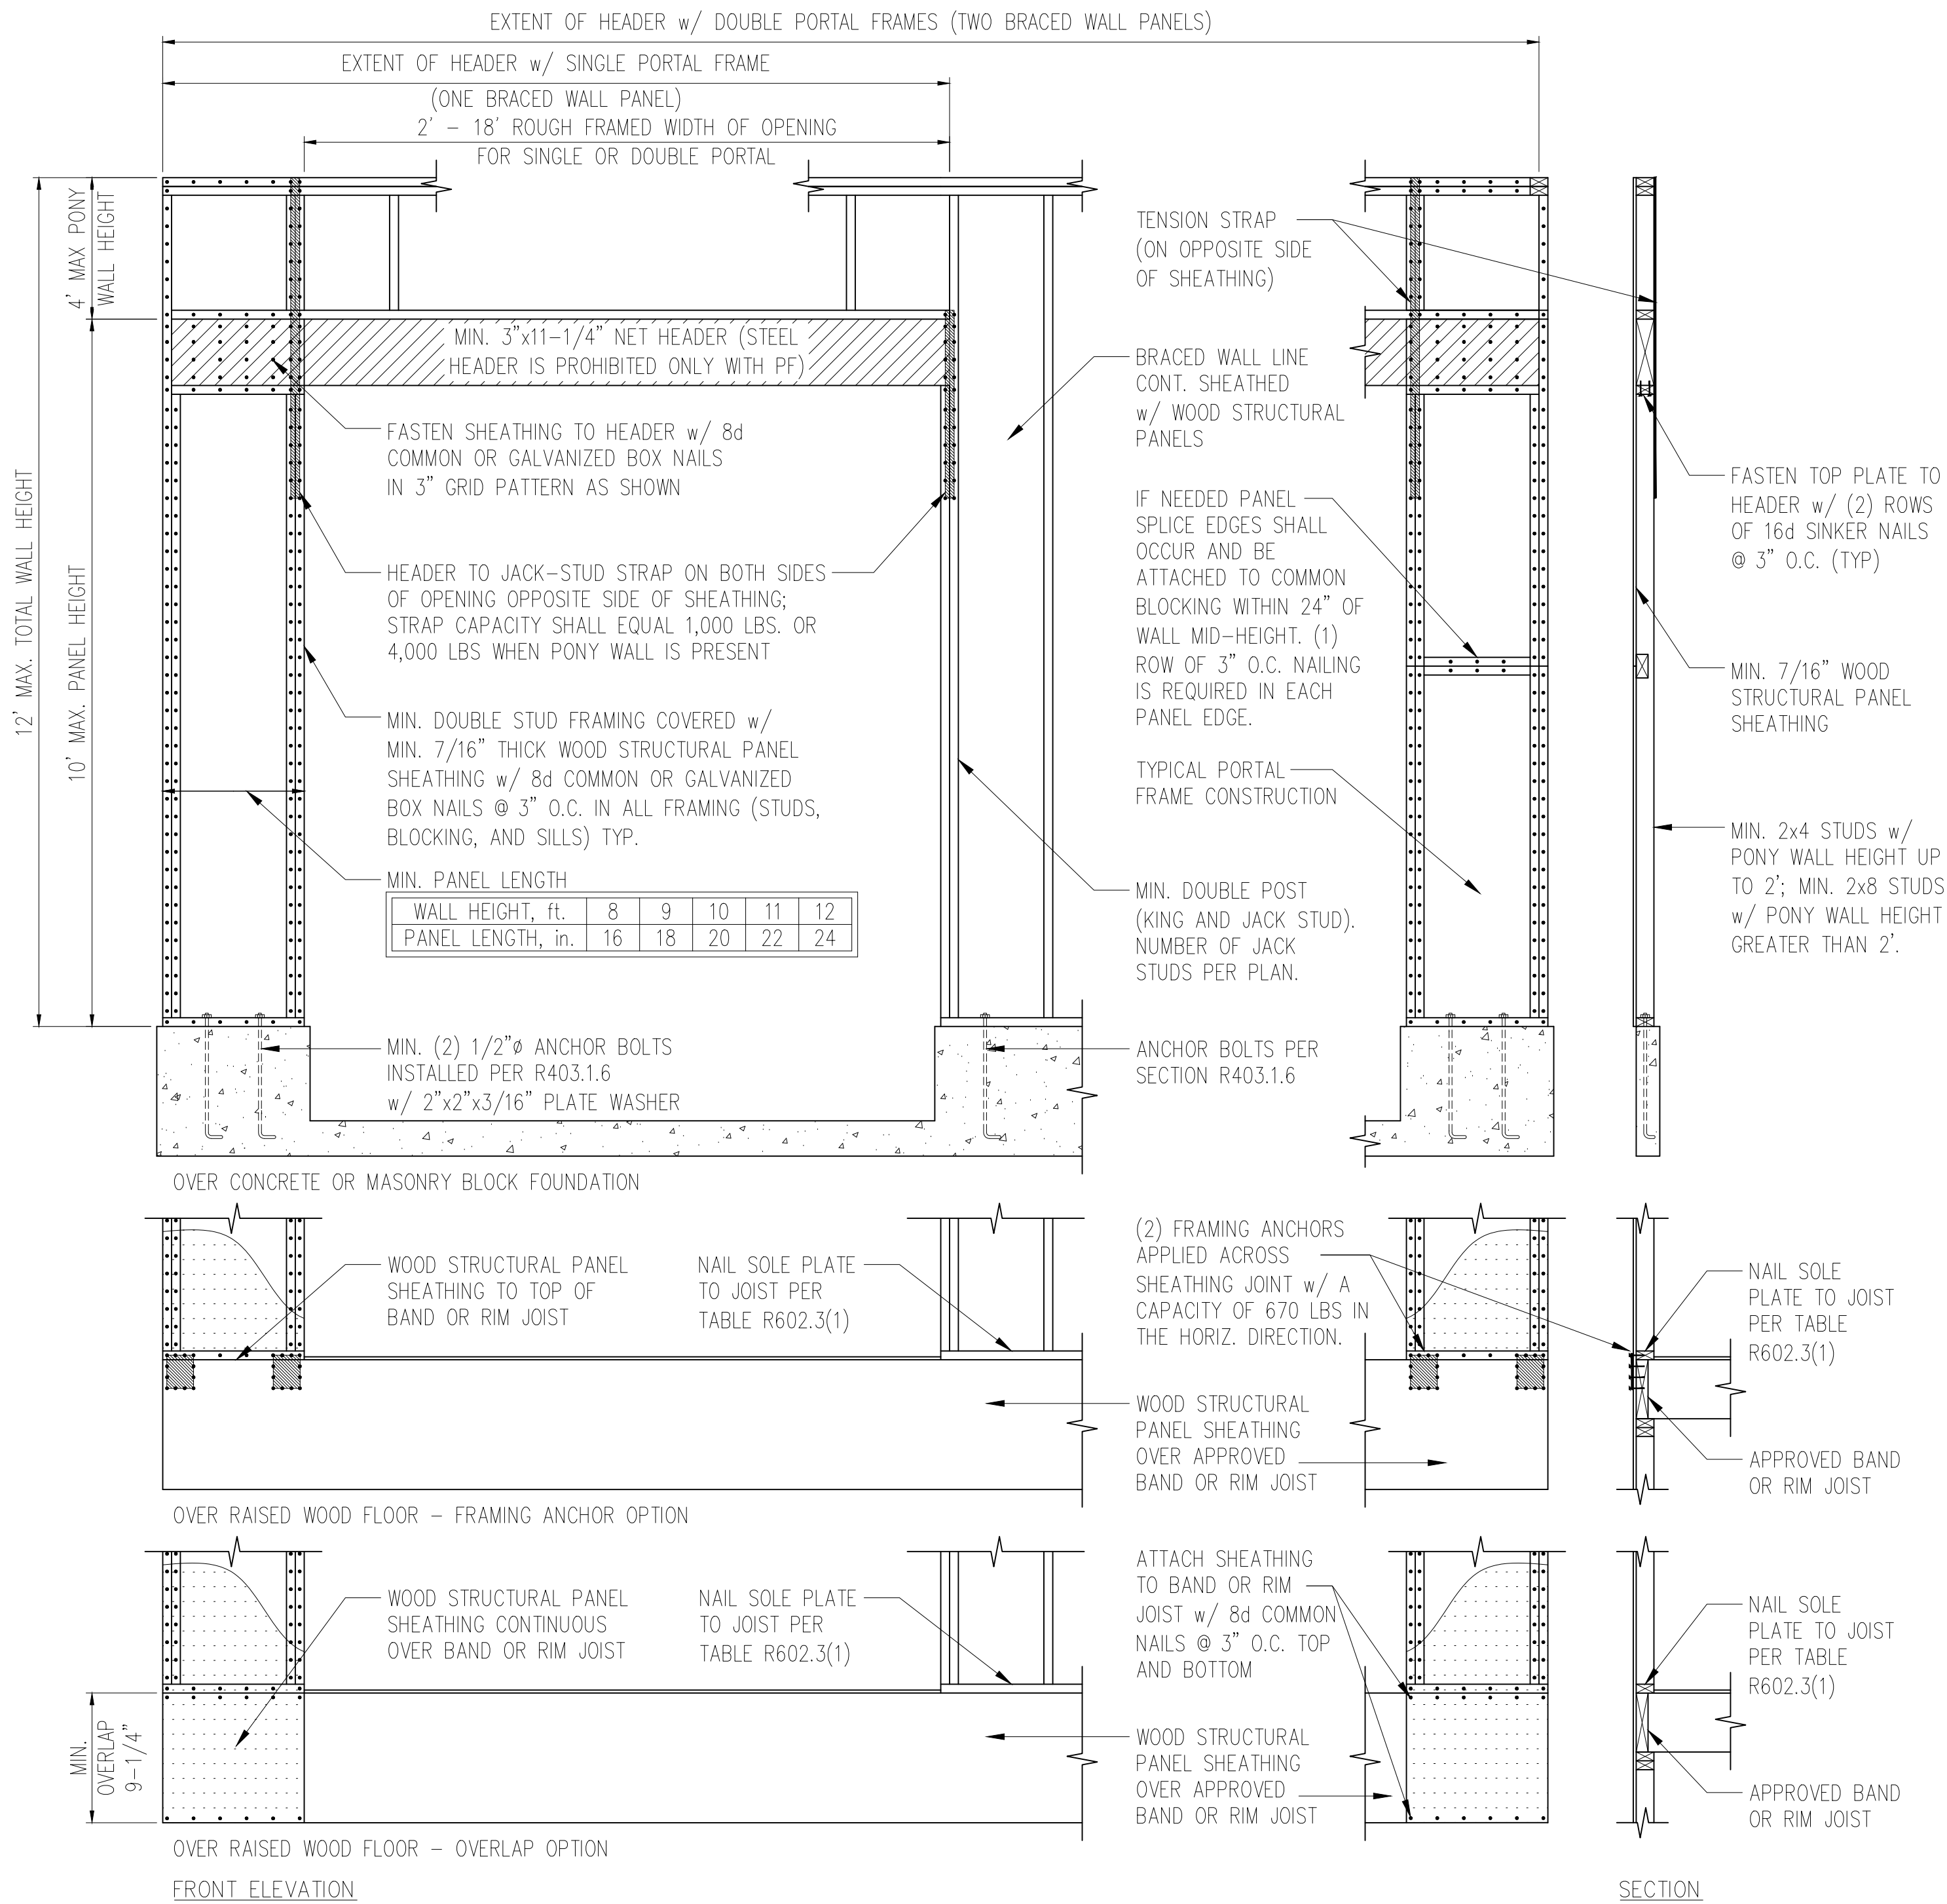 EXTENT OF HEADER w/ DOUBLE PORTAL FRAMES (TWO BRACED WALL PANELS)
EXTENT OF HEADER w/ SINGLE PORTAL FRAME
(ONE BRACED WALL PANEL)
2' - 18' ROUGH FRAMED WIDTH OF OPENING
FOR SINGLE OR DOUBLE PORTAL
12' MAX. TOTAL WALL HEIGHT
4' MAX PONY
WALL HEIGHT
10' MAX. PANEL HEIGHT
MIN. 3"x11-1/4" NET HEADER (STEEL
HEADER IS PROHIBITED ONLY WITH PF)
FASTEN SHEATHING TO HEADER w/ 8d
COMMON OR GALVANIZED BOX NAILS
IN 3" GRID PATTERN AS SHOWN
HEADER TO JACK-STUD STRAP ON BOTH SIDES
OF OPENING OPPOSITE SIDE OF SHEATHING;
STRAP CAPACITY SHALL EQUAL 1,000 LBS. OR
4,000 LBS WHEN PONY WALL IS PRESENT
MIN. DOUBLE STUD FRAMING COVERED w/
MIN. 7/16" THICK WOOD STRUCTURAL PANEL
SHEATHING w/ 8d COMMON OR GALVANIZED
BOX NAILS @ 3" O.C. IN ALL FRAMING (STUDS,
BLOCKING, AND SILLS) TYP.
MIN. PANEL LENGTH
WALL HEIGHT, ft. 8 9 10 11 12
PANEL LENGTH, in. 16 18 20 22 24
MIN. (2) 1/2"ø ANCHOR BOLTS
INSTALLED PER R403.1.6
w/ 2"x2"x3/16" PLATE WASHER
TENSION STRAP
(ON OPPOSITE SIDE
OF SHEATHING)
BRACED WALL LINE
CONT. SHEATHED
w/ WOOD STRUCTURAL
PANELS
IF NEEDED PANEL
SPLICE EDGES SHALL
OCCUR AND BE
ATTACHED TO COMMON
BLOCKING WITHIN 24" OF
WALL MID-HEIGHT. (1)
ROW OF 3" O.C. NAILING
IS REQUIRED IN EACH
PANEL EDGE.
TYPICAL PORTAL
FRAME CONSTRUCTION
MIN. DOUBLE POST
(KING AND JACK STUD).
NUMBER OF JACK
STUDS PER PLAN.
ANCHOR BOLTS PER
SECTION R403.1.6
FASTEN TOP PLATE TO
HEADER w/ (2) ROWS
OF 16d SINKER NAILS
@ 3" O.C. (TYP)
MIN. 7/16" WOOD
STRUCTURAL PANEL
SHEATHING
MIN. 2x4 STUDS w/
PONY WALL HEIGHT UP
TO 2'; MIN. 2x8 STUDS
w/ PONY WALL HEIGHT
GREATER THAN 2'.
OVER CONCRETE OR MASONRY BLOCK FOUNDATION
WOOD STRUCTURAL PANEL
SHEATHING TO TOP OF
BAND OR RIM JOIST
NAIL SOLE PLATE
TO JOIST PER
TABLE R602.3(1)
(2) FRAMING ANCHORS
APPLIED ACROSS
SHEATHING JOINT w/ A
CAPACITY OF 670 LBS IN
THE HORIZ. DIRECTION.
WOOD STRUCTURAL
PANEL SHEATHING
OVER APPROVED
BAND OR RIM JOIST
NAIL SOLE
PLATE TO JOIST
PER TABLE
R602.3(1)
APPROVED BAND
OR RIM JOIST
OVER RAISED WOOD FLOOR - FRAMING ANCHOR OPTION
WOOD STRUCTURAL PANEL
SHEATHING CONTINUOUS
OVER BAND OR RIM JOIST
NAIL SOLE PLATE
TO JOIST PER
TABLE R602.3(1)
ATTACH SHEATHING
TO BAND OR RIM
JOIST w/ 8d COMMON
NAILS @ 3" O.C. TOP
AND BOTTOM
WOOD STRUCTURAL
PANEL SHEATHING
OVER APPROVED
BAND OR RIM JOIST
NAIL SOLE
PLATE TO JOIST
PER TABLE
R602.3(1)
APPROVED BAND
OR RIM JOIST
MIN.
OVERLAP
9-1/4"
OVER RAISED WOOD FLOOR - OVERLAP OPTION
FRONT ELEVATION
SECTION